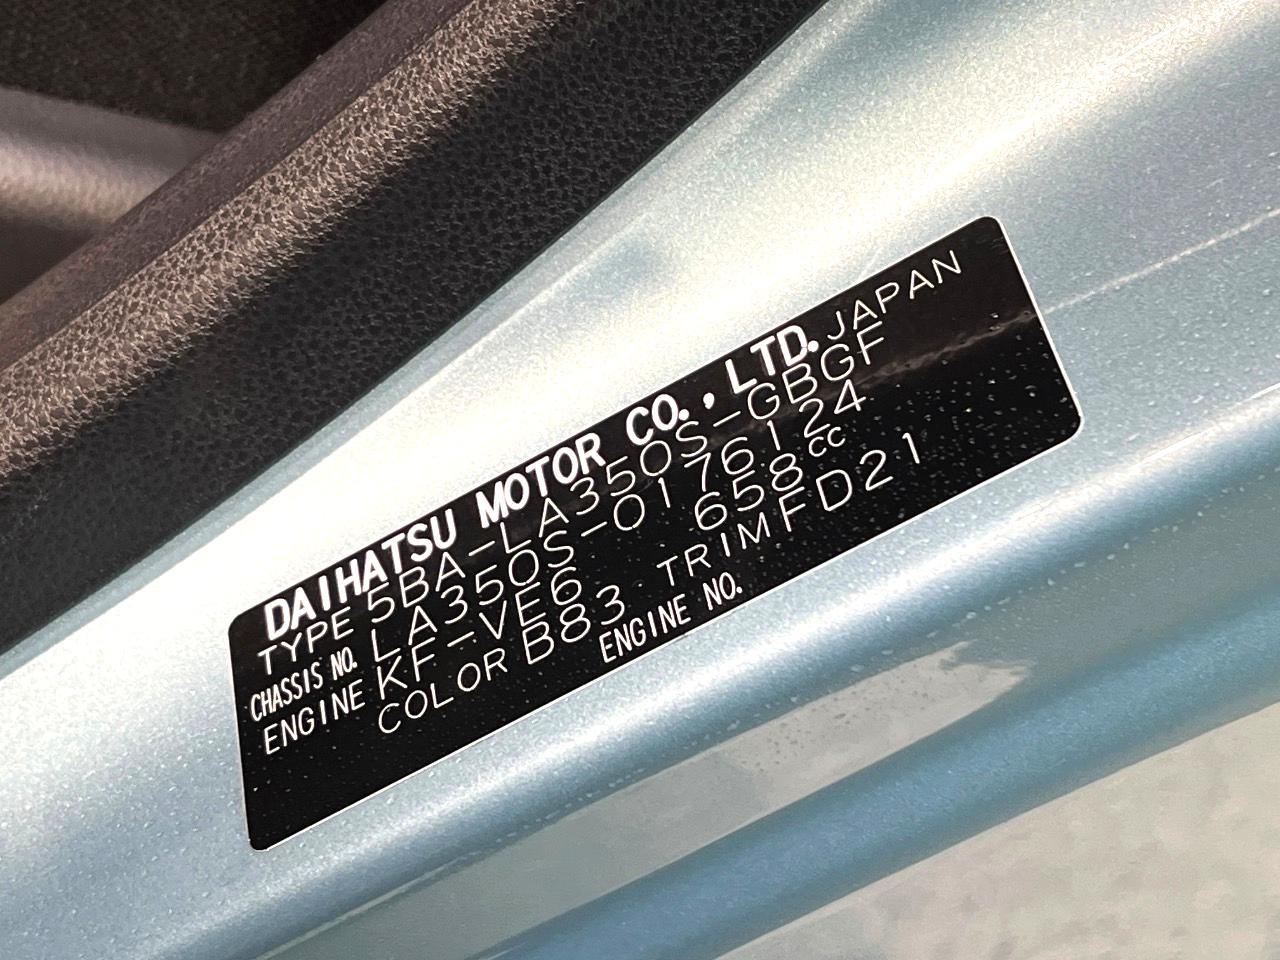 DAIHATSU MOTOR CO., LTD. JAPAN
TYPE 5BA-LA350S-GBGF
CHASSIS NO. LA350S-0176124
ENGINE KF-VE6 658cc
COLOR B83 TRIM FD21
ENGINE NO.